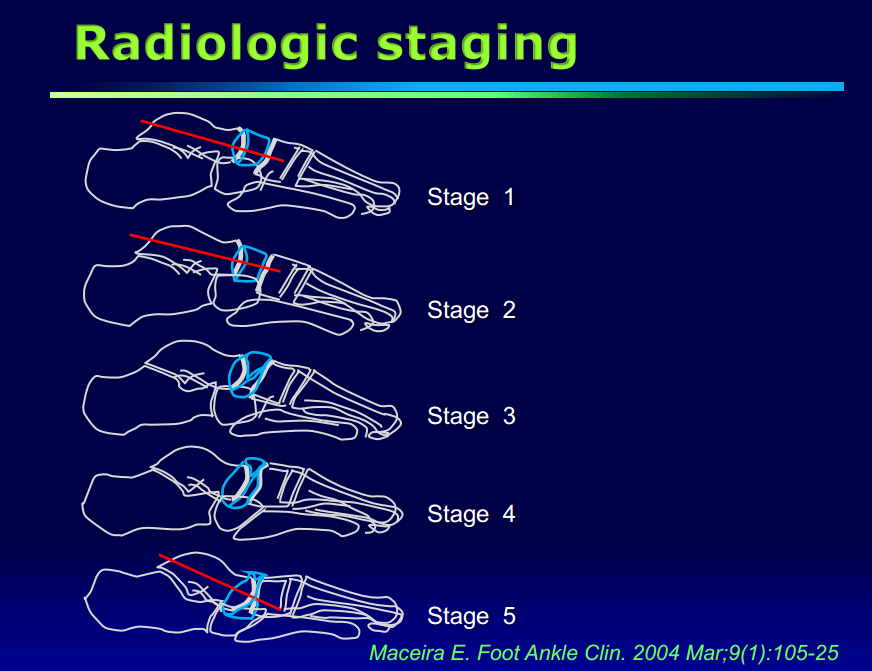 Radiologic staging
Stage 1
Stage 2
Stage 3
Stage 4
Stage 5
Maceira E. Foot Ankle Clin. 2004 Mar;9(1):105-25